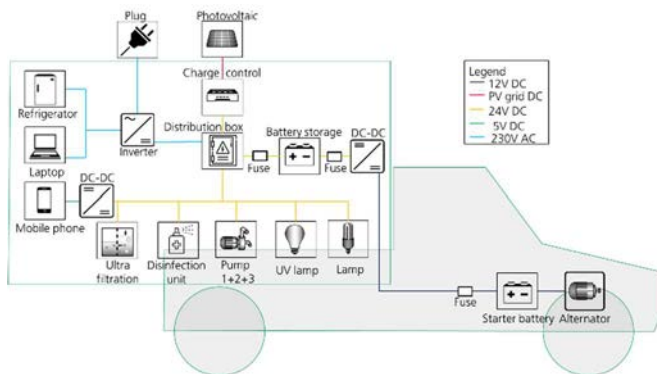 Plug
Photovoltaic
Charge control
Refrigerator
Distribution box
Battery storage
DC-DC
Inverter
Fuse
Fuse
Laptop
DC-DC
Mobile phone
Ultra
filtration
Disinfection
unit
Pump
1+2+3
UV lamp
Lamp
Fuse
Starter battery
Alternator
Legend
12V DC
PV grid DC
24V DC
5V DC
230V AC